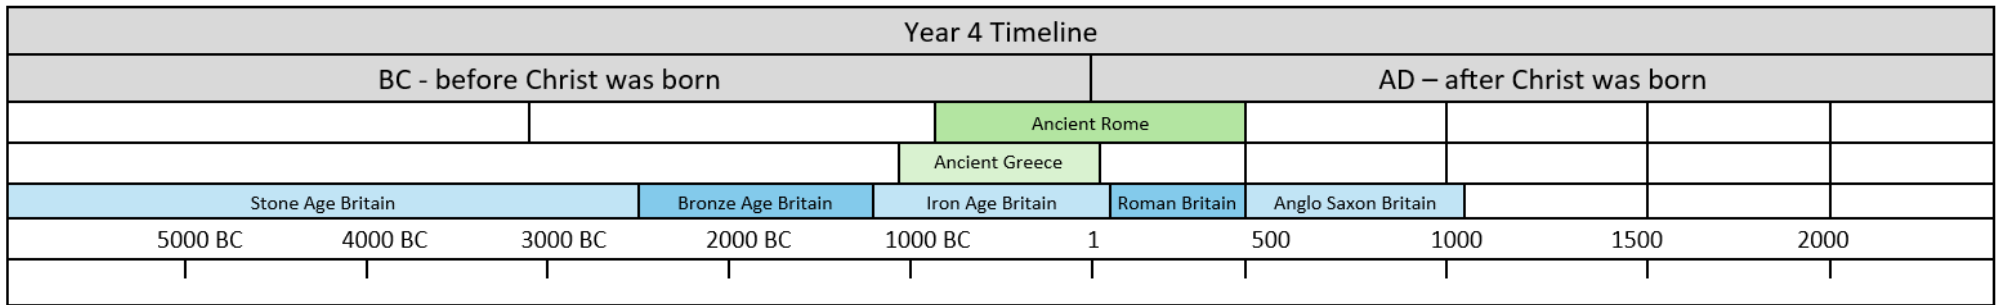 Year 4 Timeline
BC - before Christ was born AD – after Christ was born
Ancient Rome
Ancient Greece
Stone Age Britain Bronze Age Britain Iron Age Britain Roman Britain Anglo Saxon Britain
5000 BC 4000 BC 3000 BC 2000 BC 1000 BC 1 500 1000 1500 2000